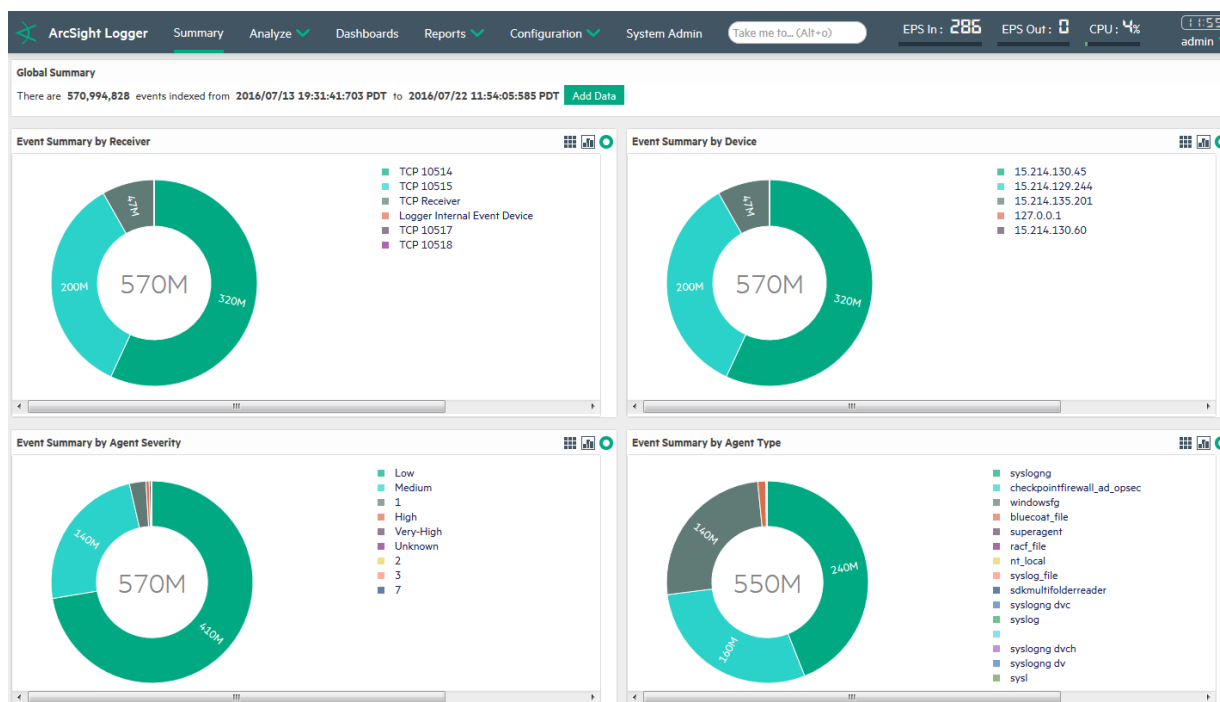 ArcSight Logger Summary Analyze Dashboards Reports Configuration System Admin Take me to... (Alt+o) EPS In : 286 EPS Out : 0 CPU : 4% 11:55
admin
Global Summary
There are 570,994,828 events indexed from 2016/07/13 19:31:41:703 PDT to 2016/07/22 11:54:05:585 PDT Add Data
Event Summary by Receiver
47M
200M
570M
320M
TCP 10514
TCP 10515
TCP Receiver
Logger Internal Event Device
TCP 10517
TCP 10518
Event Summary by Device
47M
200M
570M
320M
15.214.130.45
15.214.129.244
15.214.135.201
127.0.0.1
15.214.130.60
Event Summary by Agent Severity
140M
570M
410M
Low
Medium
1
High
Very-High
Unknown
2
3
7
Event Summary by Agent Type
140M
550M
240M
160M
syslogng
checkpointfirewall_ad_opsec
windowsfg
bluecoat_file
superagent
racf_file
nt_local
syslog_file
sdkmultifolderreader
syslogng dvc
syslog
syslogng dvch
syslogng dv
sysl